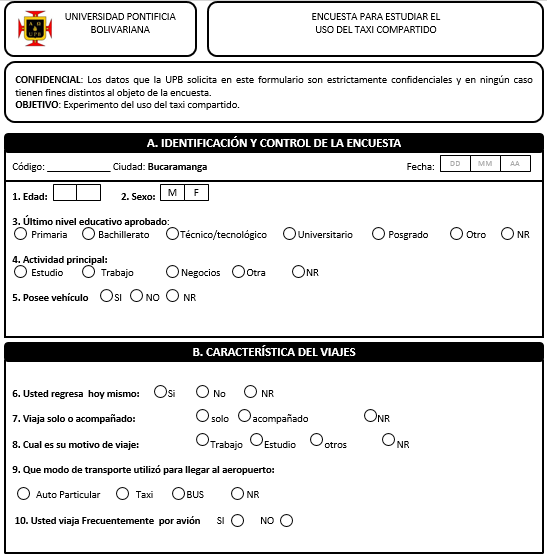 UNIVERSIDAD PONTIFICIA
BOLIVARIANA
ENCUESTA PARA ESTUDIAR EL
USO DEL TAXI COMPARTIDO
CONFIDENCIAL: Los datos que la UPB solicita en este formulario son estrictamente confidenciales y en ningún caso
tienen fines distintos al objeto de la encuesta.
OBJETIVO: Experimento del uso del taxi compartido.
A. IDENTIFICACIÓN Y CONTROL DE LA ENCUESTA
Código: ____________ Ciudad: Bucaramanga Fecha: DD MM AA
1. Edad: 2. Sexo: M F
3. Último nivel educativo aprobado:
Primaria Bachillerato Técnico/tecnológico Universitario Posgrado Otro NR
4. Actividad principal:
Estudio Trabajo Negocios Otra NR
5. Posee vehículo SI NO NR
B. CARACTERÍSTICA DEL VIAJES
6. Usted regresa hoy mismo: Si No NR
7. Viaja solo o acompañado: solo acompañado NR
8. Cual es su motivo de viaje: Trabajo Estudio otros NR
9. Que modo de transporte utilizó para llegar al aeropuerto:
Auto Particular Taxi BUS NR
10. Usted viaja Frecuentemente por avión SI NO